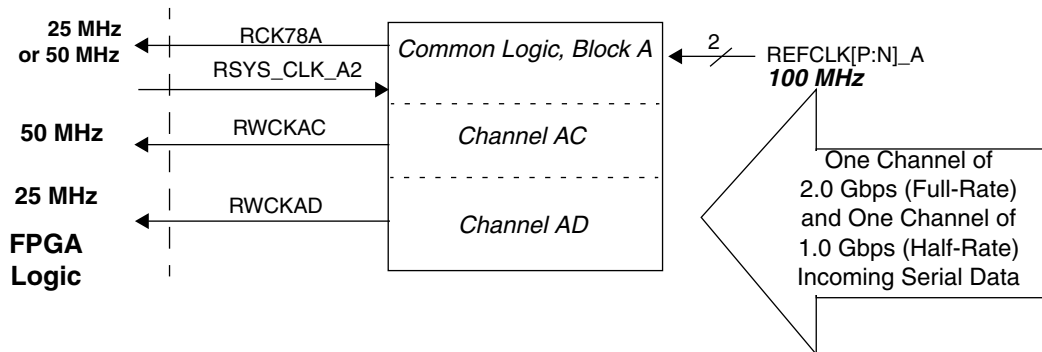 25 MHz
or 50 MHz
RCK78A
RSYS_CLK_A2
Common Logic, Block A
2
REFCLK[P:N]_A
100 MHz
50 MHz
RWCKAC
Channel AC
25 MHz
RWCKAD
Channel AD
FPGA
Logic
One Channel of
2.0 Gbps (Full-Rate)
and One Channel of
1.0 Gbps (Half-Rate)
Incoming Serial Data